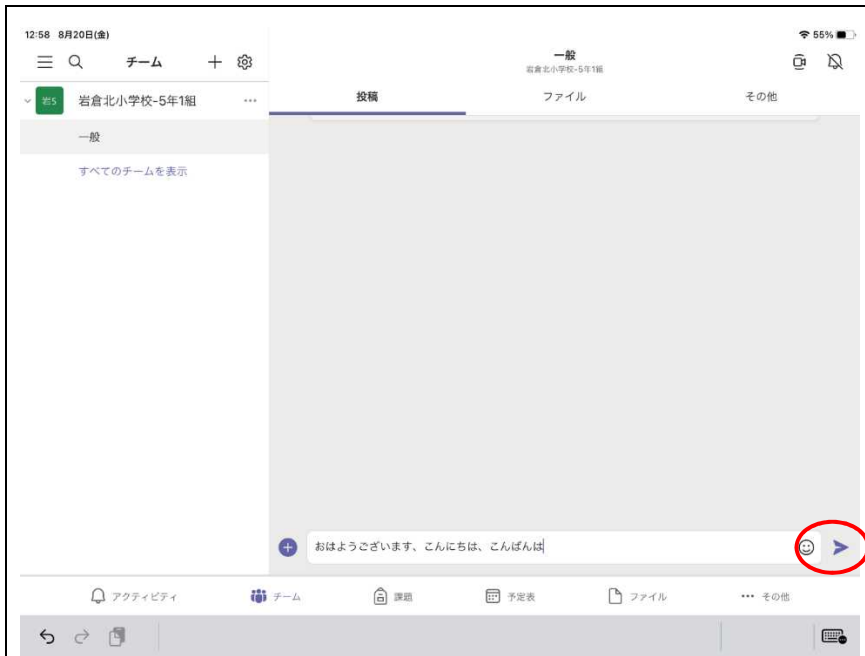 12:58 8月20日(金)
55%
チーム
一般
岩倉北小学校-5年1組
岩S
岩倉北小学校-5年1組
投稿
ファイル
その他
一般
すべてのチームを表示
おはようございます、こんにちは、こんばんは
アクティビティ
チーム
課題
予定表
ファイル
その他